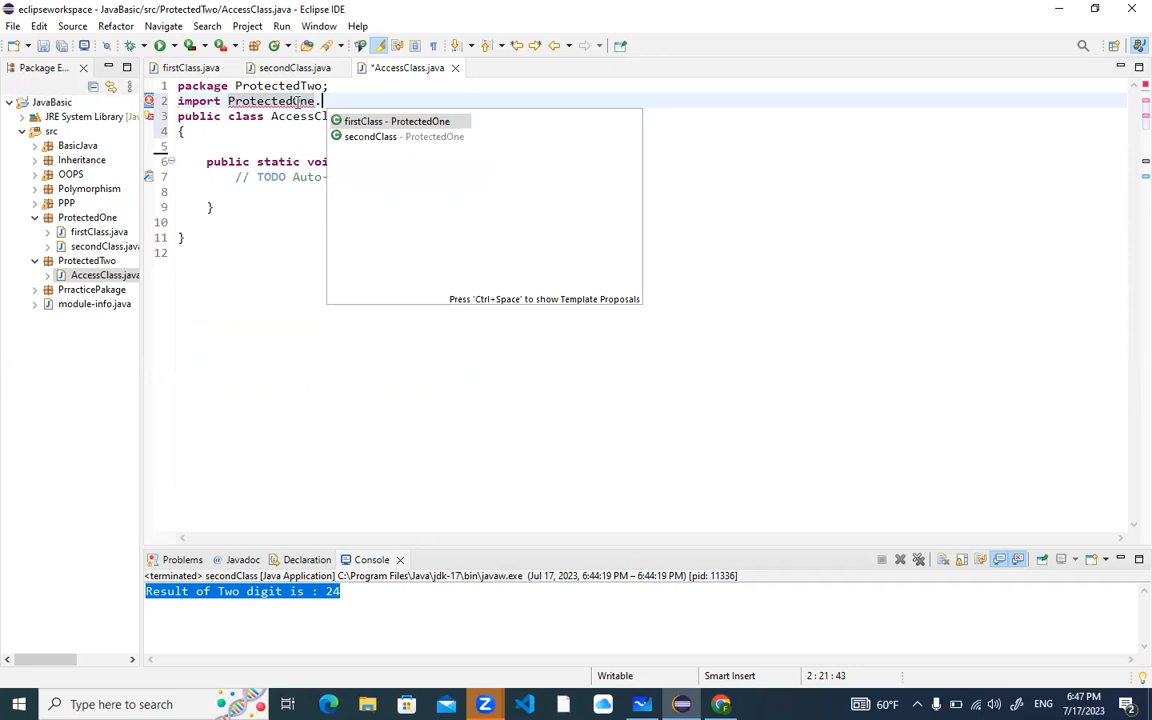 eclipseworkspace - JavaBasic/src/ProtectedTwo/AccessClass.java - Eclipse IDE
File Edit Source Refactor Navigate Search Project Run Window Help
Package E... firstClass.java secondClass.java *AccessClass.java
JavaBasic
JRE System Library [
src
BasicJava
Inheritance
OOPS
Polymorphism
PPP
ProtectedOne
firstClass.java
secondClass.java
ProtectedTwo
AccessClass.java
PrracticePakage
module-info.java
1 package ProtectedTwo;
2 import ProtectedOne.
3 public class AccessCl
4 {
5
6 public static voi
7 // TODO Auto-
8
9 }
10
11 }
12
firstClass - ProtectedOne
secondClass - ProtectedOne
Press 'Ctrl+Space' to show Template Proposals
Problems Javadoc Declaration Console
<terminated> secondClass [Java Application] C:\Program Files\Java\jdk-17\bin\javaw.exe (Jul 17, 2023, 6:44:19 PM – 6:44:19 PM) [pid: 11336]
Result of Two digit is : 24
Writable Smart Insert 2 : 21 : 43
Type here to search
60°F ENG 6:47 PM
7/17/2023
2